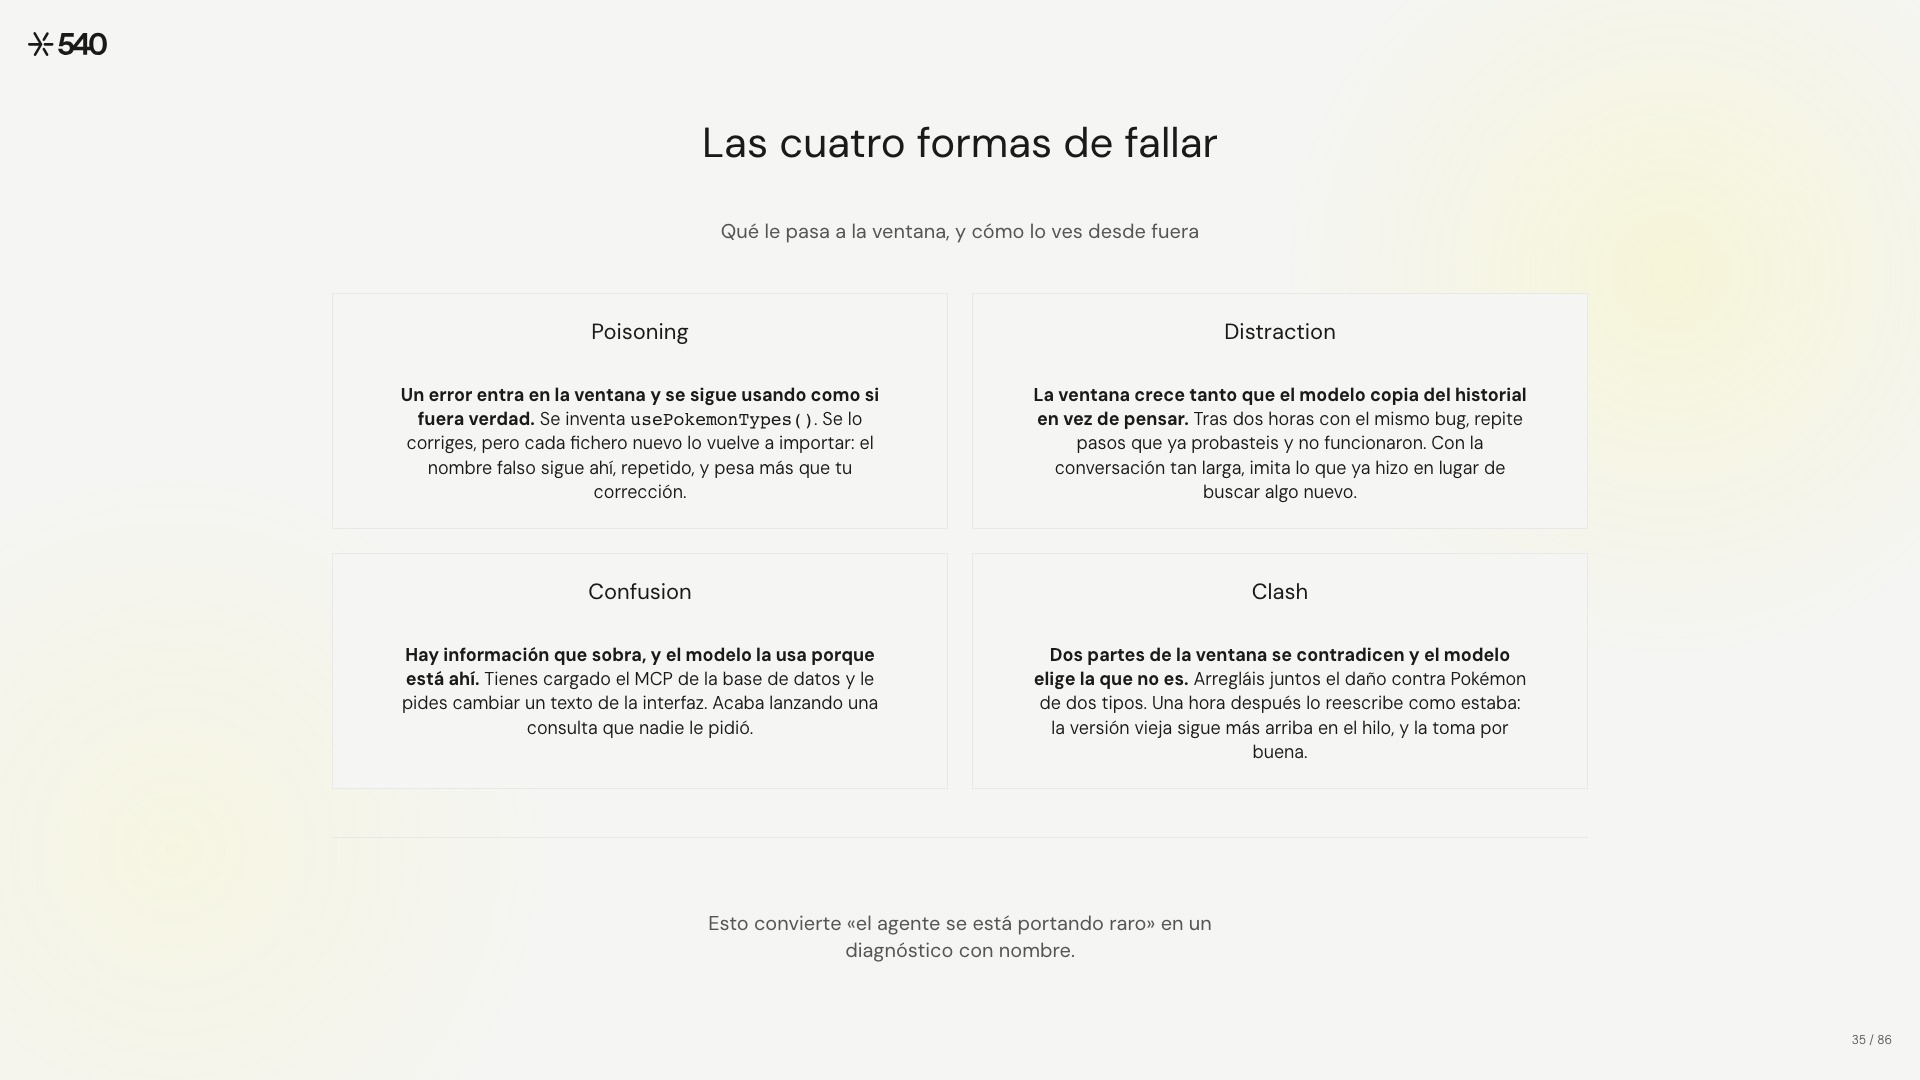 540
Las cuatro formas de fallar
Qué le pasa a la ventana, y cómo lo ves desde fuera
Poisoning
Un error entra en la ventana y se sigue usando como si
fuera verdad. Se inventa usePokemonTypes(). Se lo
corriges, pero cada fichero nuevo lo vuelve a importar: el
nombre falso sigue ahí, repetido, y pesa más que tu
corrección.
Distraction
La ventana crece tanto que el modelo copia del historial
en vez de pensar. Tras dos horas con el mismo bug, repite
pasos que ya probasteis y no funcionaron. Con la
conversación tan larga, imita lo que ya hizo en lugar de
buscar algo nuevo.
Confusion
Hay información que sobra, y el modelo la usa porque
está ahí. Tienes cargado el MCP de la base de datos y le
pides cambiar un texto de la interfaz. Acaba lanzando una
consulta que nadie le pidió.
Clash
Dos partes de la ventana se contradicen y el modelo
elige la que no es. Arregláis juntos el daño contra Pokémon
de dos tipos. Una hora después lo reescribe como estaba:
la versión vieja sigue más arriba en el hilo, y la toma por
buena.
Esto convierte «el agente se está portando raro» en un
diagnóstico con nombre.
35 / 86